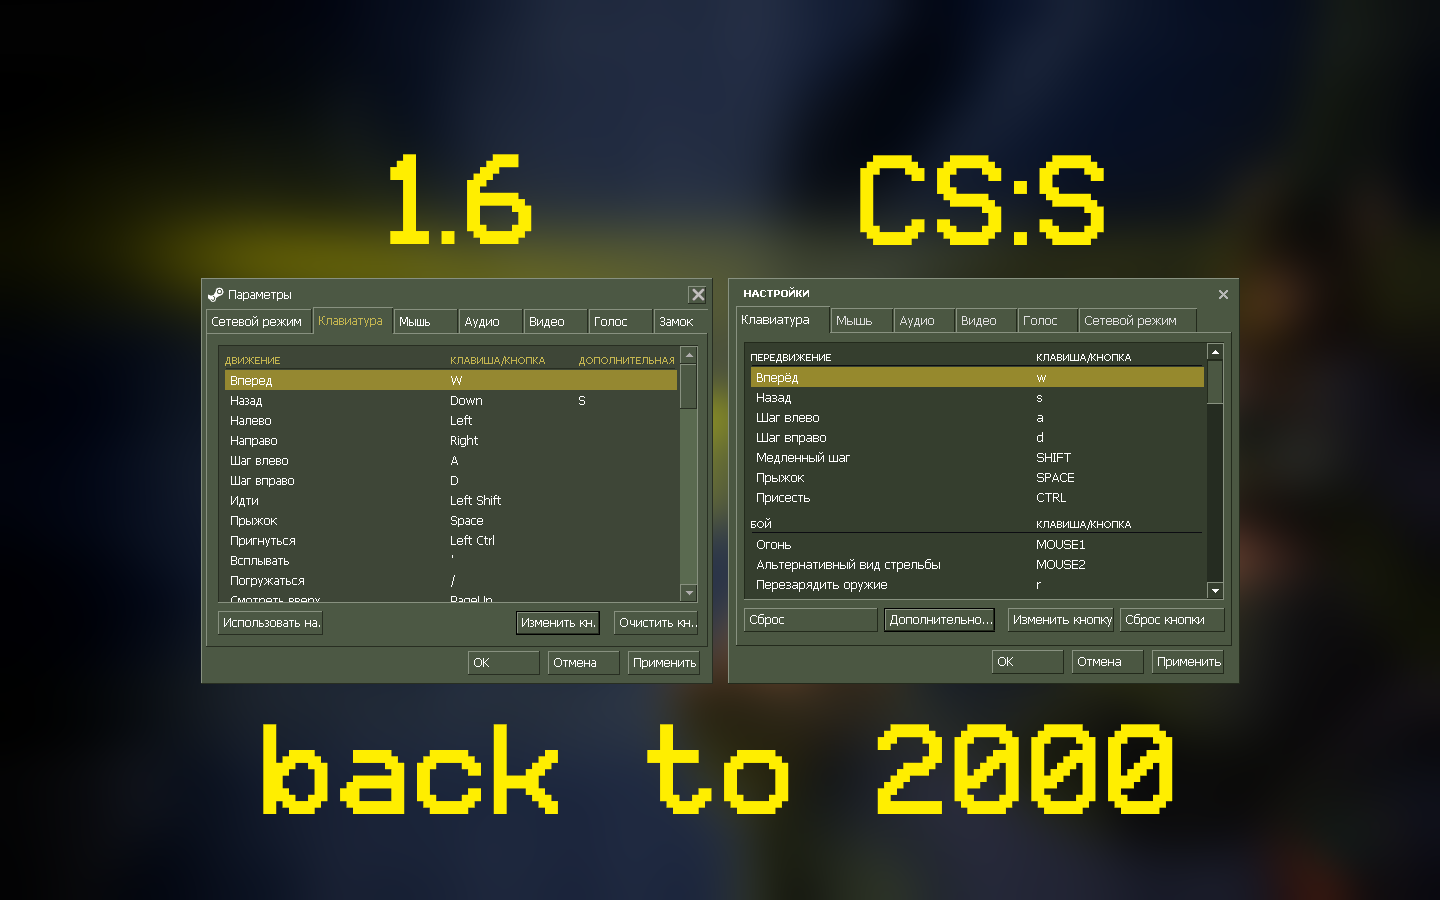 1.6
CS:S
Параметры
Сетевой режим Клавиатура Мышь Аудио Видео Голос Замок
ДВИЖЕНИЕ КЛАВИША/КНОПКА ДОПОЛНИТЕЛЬНАЯ
Вперед W
Назад Down S
Налево Left
Направо Right
Шаг влево A
Шаг вправо D
Идти Left Shift
Прыжок Space
Пригнуться Left Ctrl
Всплывать '
Погружаться /
Смотреть вверх PageUp
Использовать на. Изменить кн. Очистить кн..
OK Отмена Применить
НАСТРОЙКИ
Клавиатура Мышь Аудио Видео Голос Сетевой режим
ПЕРЕДВИЖЕНИЕ КЛАВИША/КНОПКА
Вперёд w
Назад s
Шаг влево a
Шаг вправо d
Медленный шаг SHIFT
Прыжок SPACE
Присесть CTRL
БОЙ КЛАВИША/КНОПКА
Огонь MOUSE1
Альтернативный вид стрельбы MOUSE2
Перезарядить оружие r
Сброс Дополнительно... Изменить кнопку Сброс кнопки
OK Отмена Применить
back to 2000